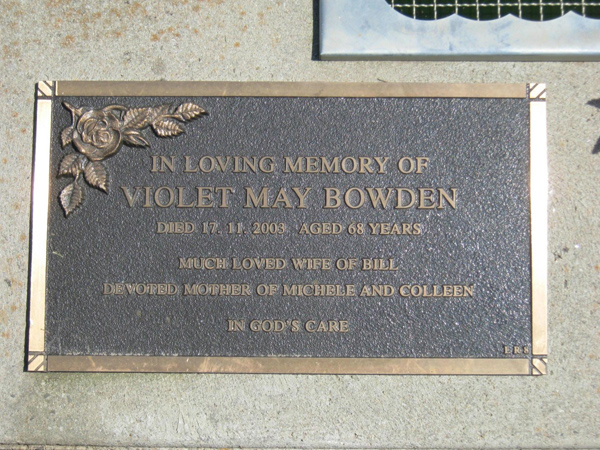 IN LOVING MEMORY OF
VIOLET MAY BOWDEN
DIED 17. 11. 2003 AGED 68 YEARS
MUCH LOVED WIFE OF BILL
DEVOTED MOTHER OF MICHELE AND COLLEEN
IN GOD'S CARE